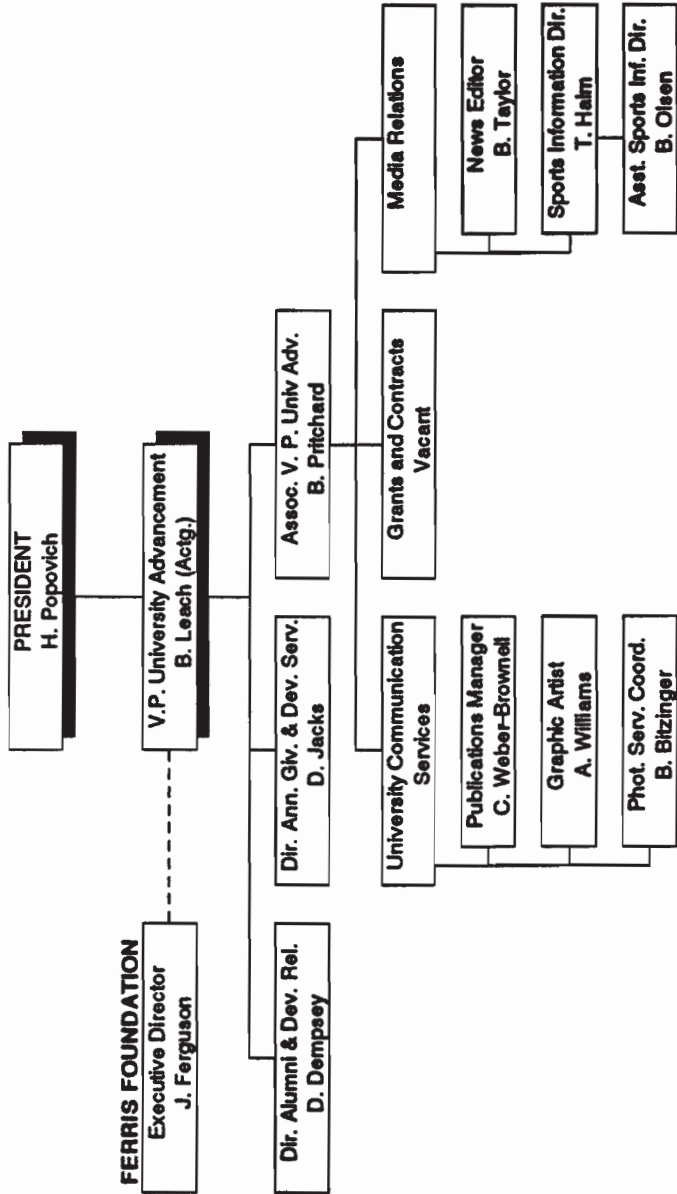 PRESIDENT
H. Popovich
FERRIS FOUNDATION
Executive Director
J. Ferguson
V.P. University Advancement
B. Leach (Actg.)
Dir. Alumni & Dev. Rel.
D. Dempsey
Dir. Ann. Giv. & Dev. Serv.
D. Jacks
Assoc. V. P. Univ Adv.
B. Pritchard
University Communication
Services
Publications Manager
C. Weber-Brownell
Graphic Artist
A. Williams
Phot. Serv. Coord.
B. Bitzinger
Grants and Contracts
Vacant
Media Relations
News Editor
B. Taylor
Sports Information Dir.
T. Halm
Asst. Sports Inf. Dir.
B. Olsen